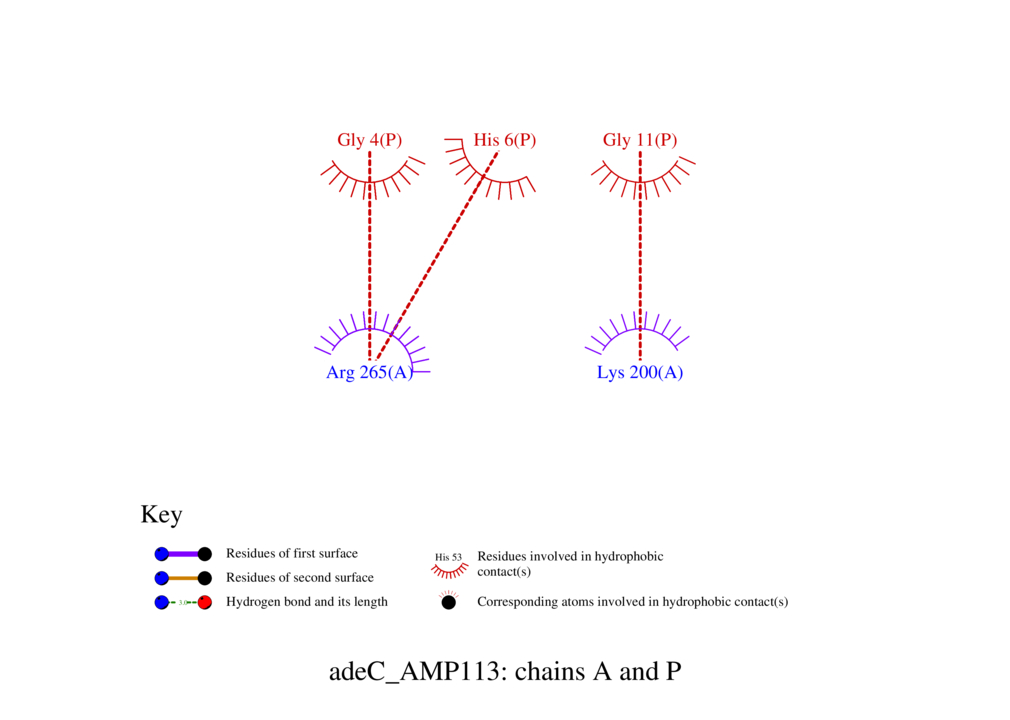 Gly 4(P) His 6(P) Gly 11(P)
Arg 265(A) Lys 200(A)
Key
Residues of first surface
Residues of second surface
3.0
Hydrogen bond and its length
His 53
Residues involved in hydrophobic
contact(s)
Corresponding atoms involved in hydrophobic contact(s)
adeC_AMP113: chains A and P